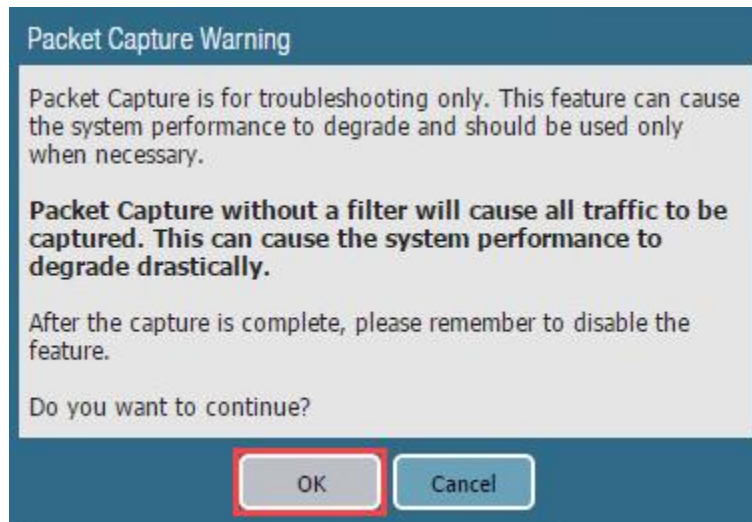 Packet Capture Warning
Packet Capture is for troubleshooting only. This feature can cause
the system performance to degrade and should be used only
when necessary.
Packet Capture without a filter will cause all traffic to be
captured. This can cause the system performance to
degrade drastically.
After the capture is complete, please remember to disable the
feature.
Do you want to continue?
OK
Cancel